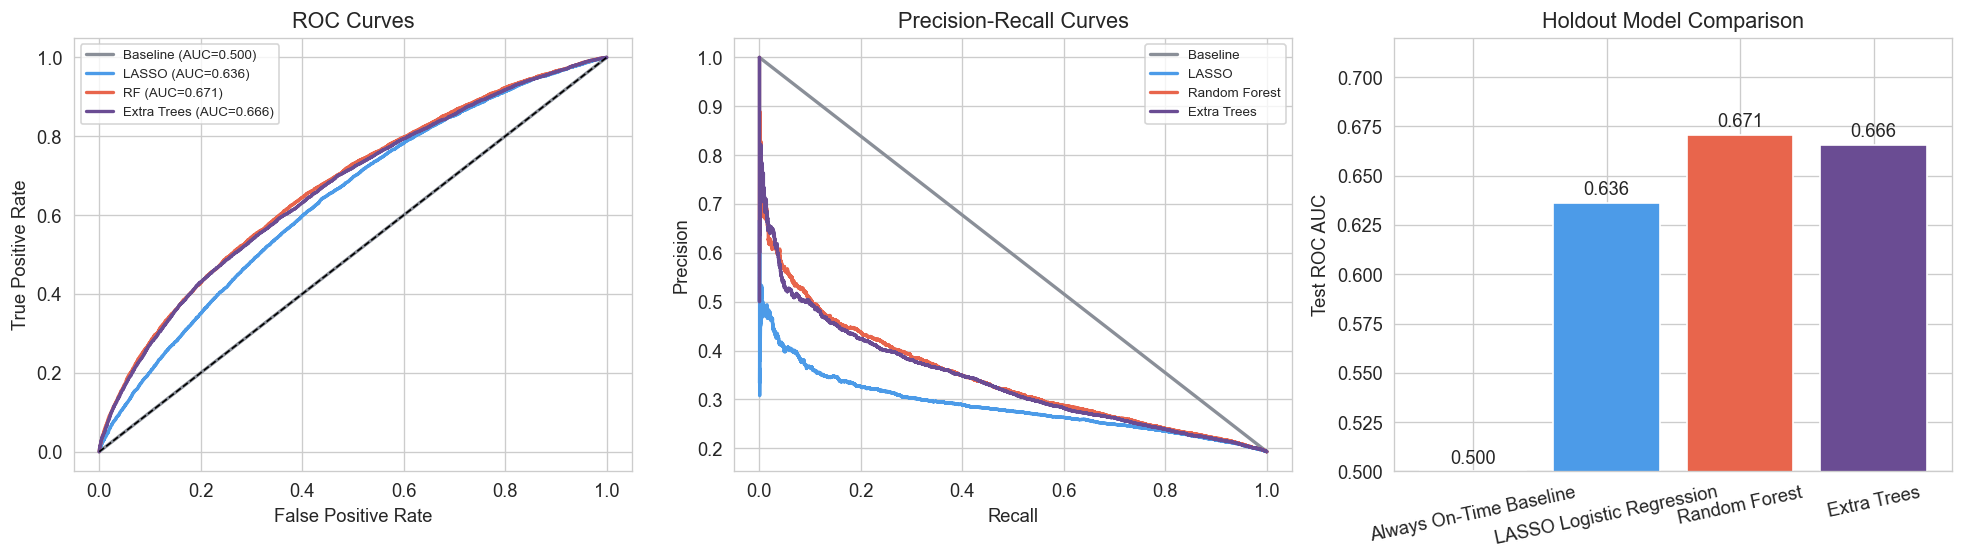 ROC Curves
Baseline (AUC=0.500)
LASSO (AUC=0.636)
RF (AUC=0.671)
Extra Trees (AUC=0.666)
True Positive Rate
1.0
0.8
0.6
0.4
0.2
0.0
0.0 0.2 0.4 0.6 0.8 1.0
False Positive Rate
Precision-Recall Curves
Baseline
LASSO
Random Forest
Extra Trees
Precision
1.0
0.9
0.8
0.7
0.6
0.5
0.4
0.3
0.2
0.0 0.2 0.4 0.6 0.8 1.0
Recall
Holdout Model Comparison
Test ROC AUC
0.700
0.675
0.650
0.625
0.600
0.575
0.550
0.525
0.500
0.500
0.636
0.671
0.666
Always On-Time Baseline
LASSO Logistic Regression
Random Forest
Extra Trees